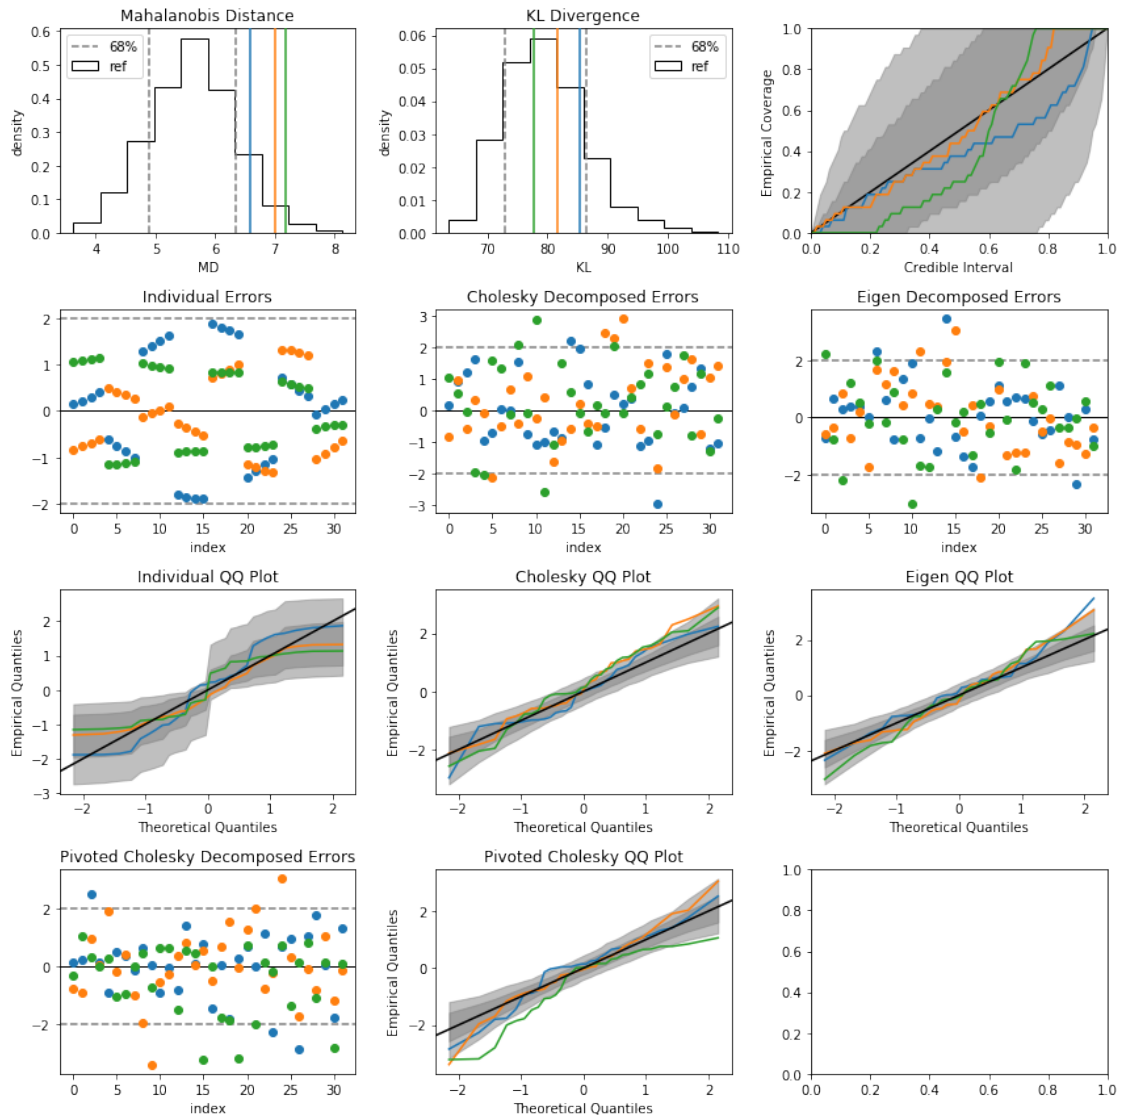 Mahalanobis Distance
0.6
0.5
0.4
0.3
0.2
0.1
0.0
density
68%
ref
4 5 6 7 8
MD
KL Divergence
0.06
0.05
0.04
0.03
0.02
0.01
0.00
density
68%
ref
70 80 90 100 110
KL
1.0
0.8
0.6
0.4
0.2
0.0
Empirical Coverage
0.0 0.2 0.4 0.6 0.8 1.0
Credible Interval
Individual Errors
2
1
0
−1
−2
0 5 10 15 20 25 30
index
Cholesky Decomposed Errors
3
2
1
0
−1
−2
−3
0 5 10 15 20 25 30
index
Eigen Decomposed Errors
2
0
−2
0 5 10 15 20 25 30
index
Individual QQ Plot
2
1
0
−1
−2
−3
Empirical Quantiles
−2 −1 0 1 2
Theoretical Quantiles
Cholesky QQ Plot
2
0
−2
Empirical Quantiles
−2 −1 0 1 2
Theoretical Quantiles
Eigen QQ Plot
2
0
−2
Empirical Quantiles
−2 −1 0 1 2
Theoretical Quantiles
Pivoted Cholesky Decomposed Errors
2
0
−2
0 5 10 15 20 25 30
index
Pivoted Cholesky QQ Plot
2
0
−2
Empirical Quantiles
−2 −1 0 1 2
Theoretical Quantiles
1.0
0.8
0.6
0.4
0.2
0.0
0.0 0.2 0.4 0.6 0.8 1.0